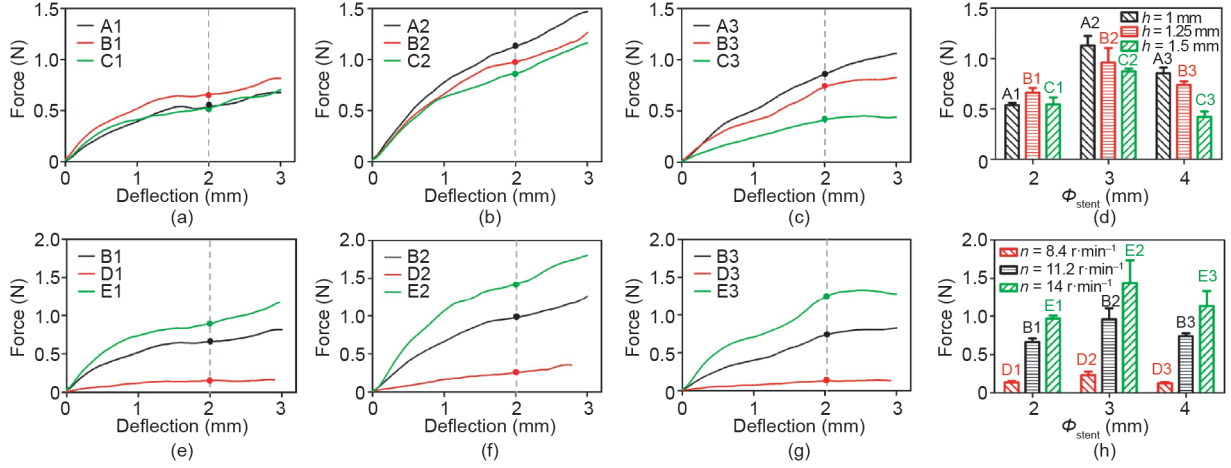 1.5
1.0
0.5
0
Force (N)
A1
B1
C1
0 1 2 3
Deflection (mm)
(a)
1.5
1.0
0.5
0
Force (N)
A2
B2
C2
0 1 2 3
Deflection (mm)
(b)
1.5
1.0
0.5
0
Force (N)
A3
B3
C3
0 1 2 3
Deflection (mm)
(c)
1.5
1.0
0.5
0
Force (N)
h = 1 mm
h = 1.25 mm
h = 1.5 mm
A1 B1 C1
A2 B2 C2
A3 B3 C3
2 3 4
Φstent (mm)
(d)
2.0
1.5
1.0
0.5
0
Force (N)
B1
D1
E1
0 1 2 3
Deflection (mm)
(e)
2.0
1.5
1.0
0.5
0
Force (N)
B2
D2
E2
0 1 2 3
Deflection (mm)
(f)
2.0
1.5
1.0
0.5
0
Force (N)
B3
D3
E3
0 1 2 3
Deflection (mm)
(g)
2.0
1.5
1.0
0.5
0
Force (N)
n = 8.4 r·min⁻¹
n = 11.2 r·min⁻¹
n = 14 r·min⁻¹
D1 B1 E1
D2 B2 E2
D3 B3 E3
2 3 4
Φstent (mm)
(h)